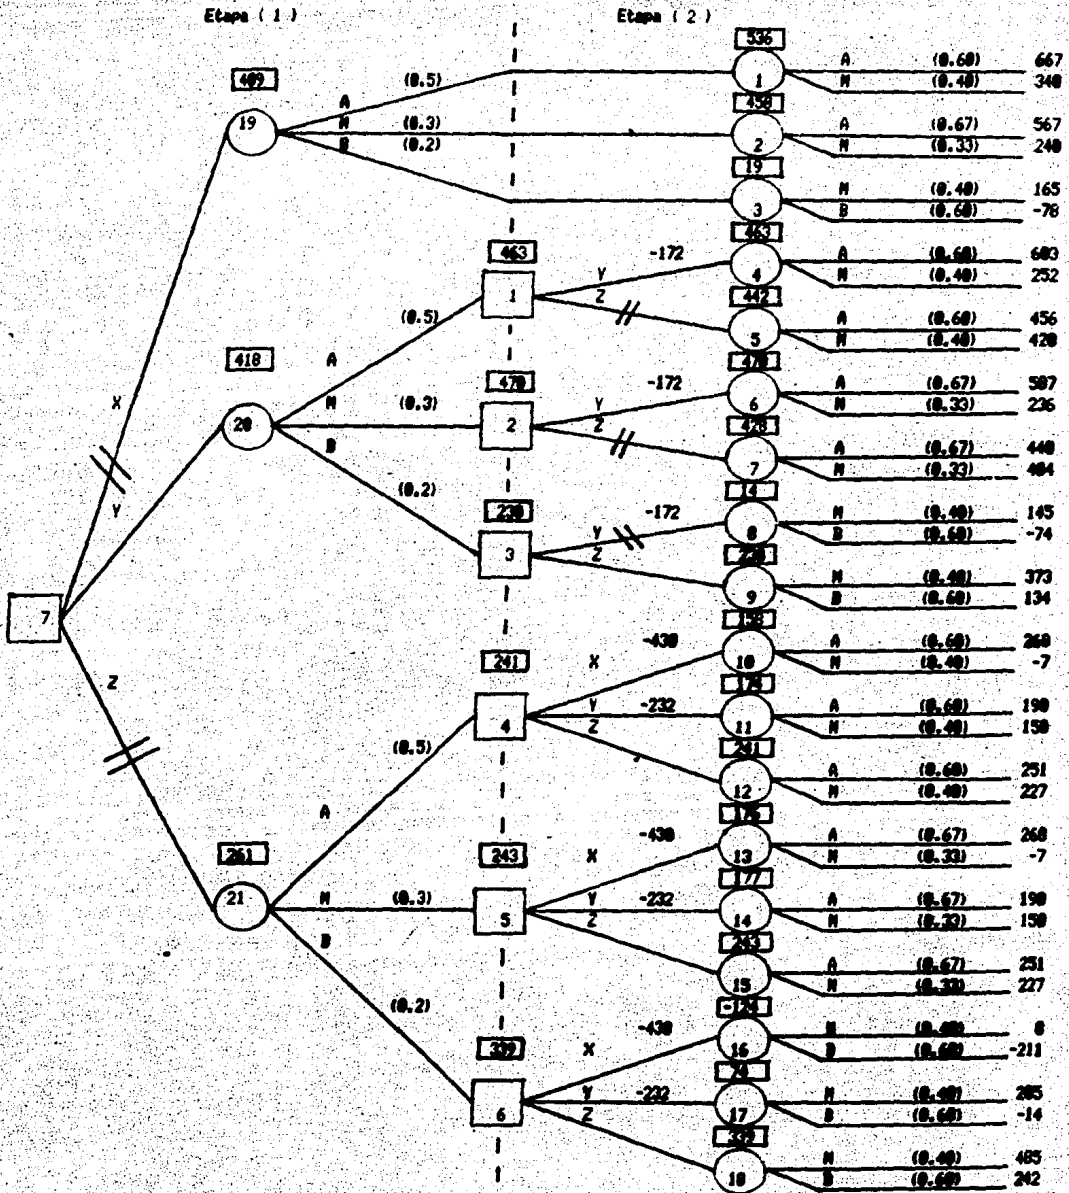 Etapa ( 1 ) Etapa ( 2 )
536
A (0.60) 667
1
M (0.40) 340
409
(0.5)
A
450
19
M (0.3)
A (0.67) 567
2
B (0.2)
M (0.33) 240
19
M (0.40) 165
3
B (0.60) -78
463
463
-172
Y
A (0.60) 603
4
1
Z
M (0.40) 252
442
(0.5)
A (0.60) 456
5
M (0.40) 420
418
A
470
470
-172
Y
A (0.67) 507
6
X
M (0.3)
20
2
Z
M (0.33) 236
428
B
A (0.67) 440
7
M (0.33) 404
(0.2)
14
230
-172
Y
M (0.40) 145
8
Y
B (0.60) -74
3
Z
230
M (0.40) 373
9
B (0.60) 134
7
158
-430
241
X
A (0.60) 260
10
M (0.40) -7
174
Z
Y -232
A (0.60) 190
11
4
Z
M (0.40) 150
(0.5)
241
A (0.60) 251
12
M (0.40) 227
A
175
-430
X
A (0.67) 260
13
261
243
M (0.33) -7
177
21
M (0.3)
Y -232
A (0.67) 190
14
5
Z
M (0.33) 150
B
243
A (0.67) 251
15
M (0.33) 227
(0.2)
-124
-430
X
M (0.40)
16
339
B (0.60) -211
Y -232
M (0.40) 205
17
6
Z
B (0.60) -14
339
M (0.40) 485
18
B (0.60) 242